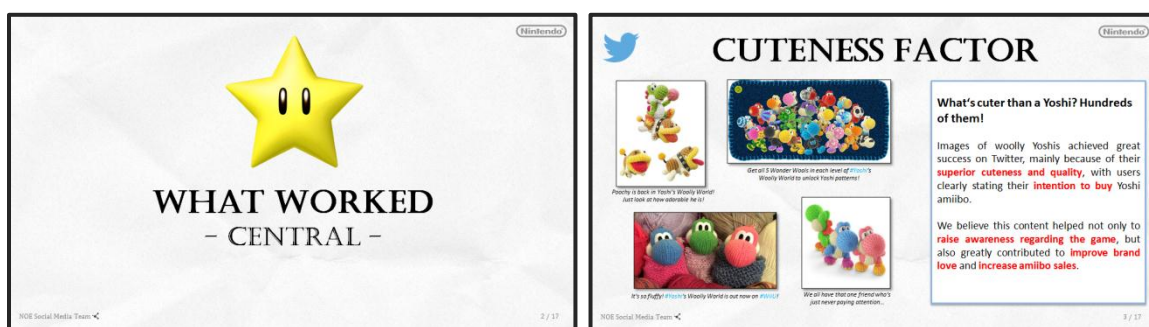 Nintendo
WHAT WORKED
- CENTRAL -
NOE Social Media Team
2 / 17
Nintendo
CUTENESS FACTOR
Poochy is back in Yoshi's Woolly World!
Just look at how adorable he is!
Get all 5 Wonder Wools in each level of #Yoshi's
Woolly World to unlock Yoshi patterns!
It's so fluffy! #Yoshi's Woolly World is out now on #WiiU!
We all have that one friend who's
just never paying attention...
What's cuter than a Yoshi? Hundreds
of them!
Images of woolly Yoshis achieved great
success on Twitter, mainly because of their
superior cuteness and quality, with users
clearly stating their intention to buy Yoshi
amiibo.
We believe this content helped not only to
raise awareness regarding the game, but
also greatly contributed to improve brand
love and increase amiibo sales.
NOE Social Media Team
3 / 17